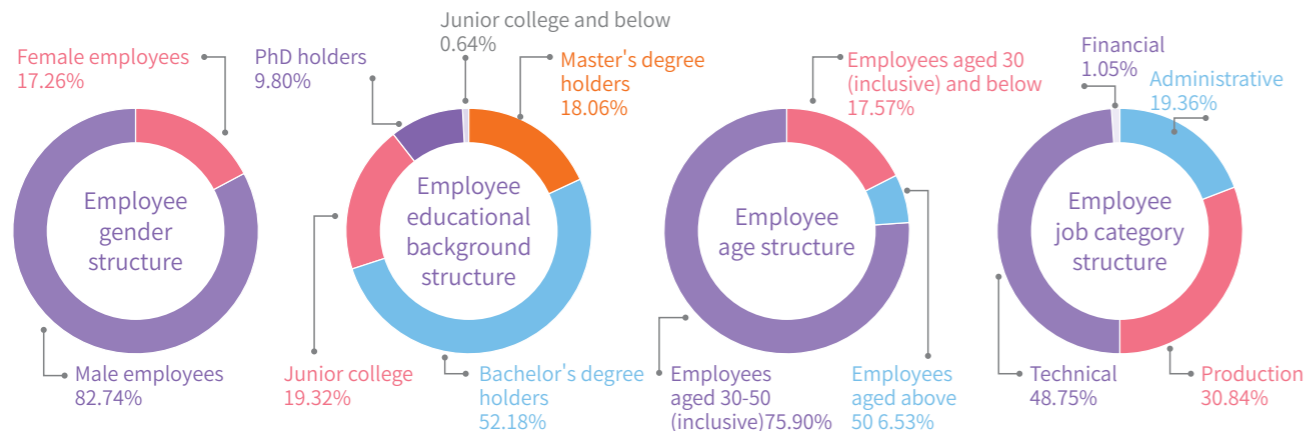 Female employees
17.26%
Employee
gender
structure
Male employees
82.74%
PhD holders
9.80%
Junior college and below
0.64%
Master's degree
holders
18.06%
Employee
educational
background
structure
Junior college
19.32%
Bachelor's degree
holders
52.18%
Employees aged 30
(inclusive) and below
17.57%
Employee
age structure
Employees
aged 30-50
(inclusive)75.90%
Employees
aged above
50 6.53%
Financial
1.05%
Administrative
19.36%
Employee
job category
structure
Technical
48.75%
Production
30.84%